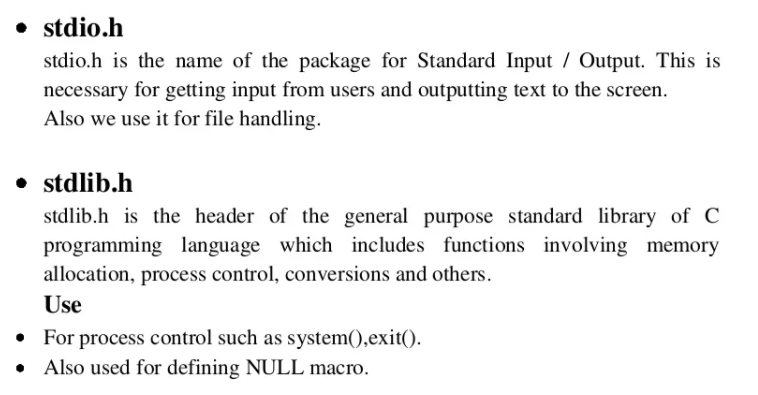 • stdio.h
stdio.h is the name of the package for Standard Input / Output. This is
necessary for getting input from users and outputting text to the screen.
Also we use it for file handling.
• stdlib.h
stdlib.h is the header of the general purpose standard library of C
programming language which includes functions involving memory
allocation, process control, conversions and others.
Use
• For process control such as system(),exit().
• Also used for defining NULL macro.